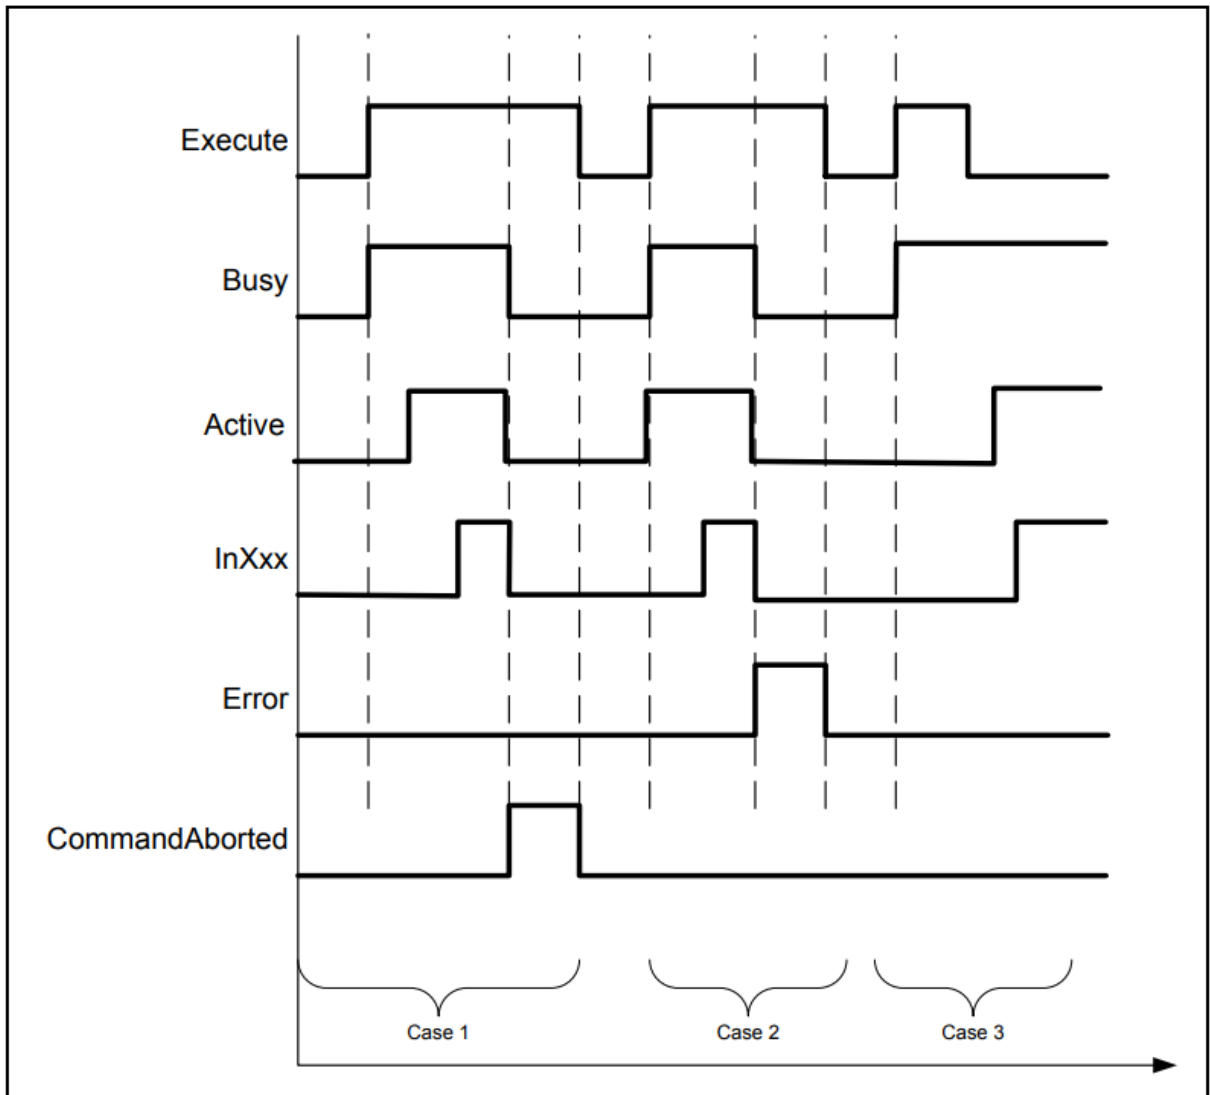 Execute
Busy
Active
InXxx
Error
CommandAborted
Case 1
Case 2
Case 3